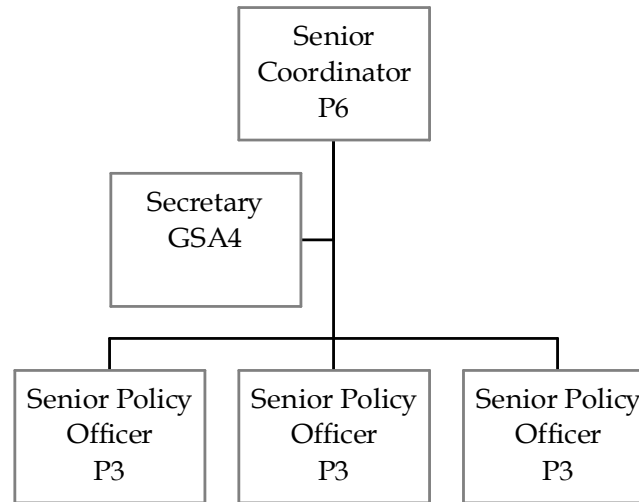 Senior
Coordinator
P6
Secretary
GSA4
Senior Policy
Officer
P3
Senior Policy
Officer
P3
Senior Policy
Officer
P3